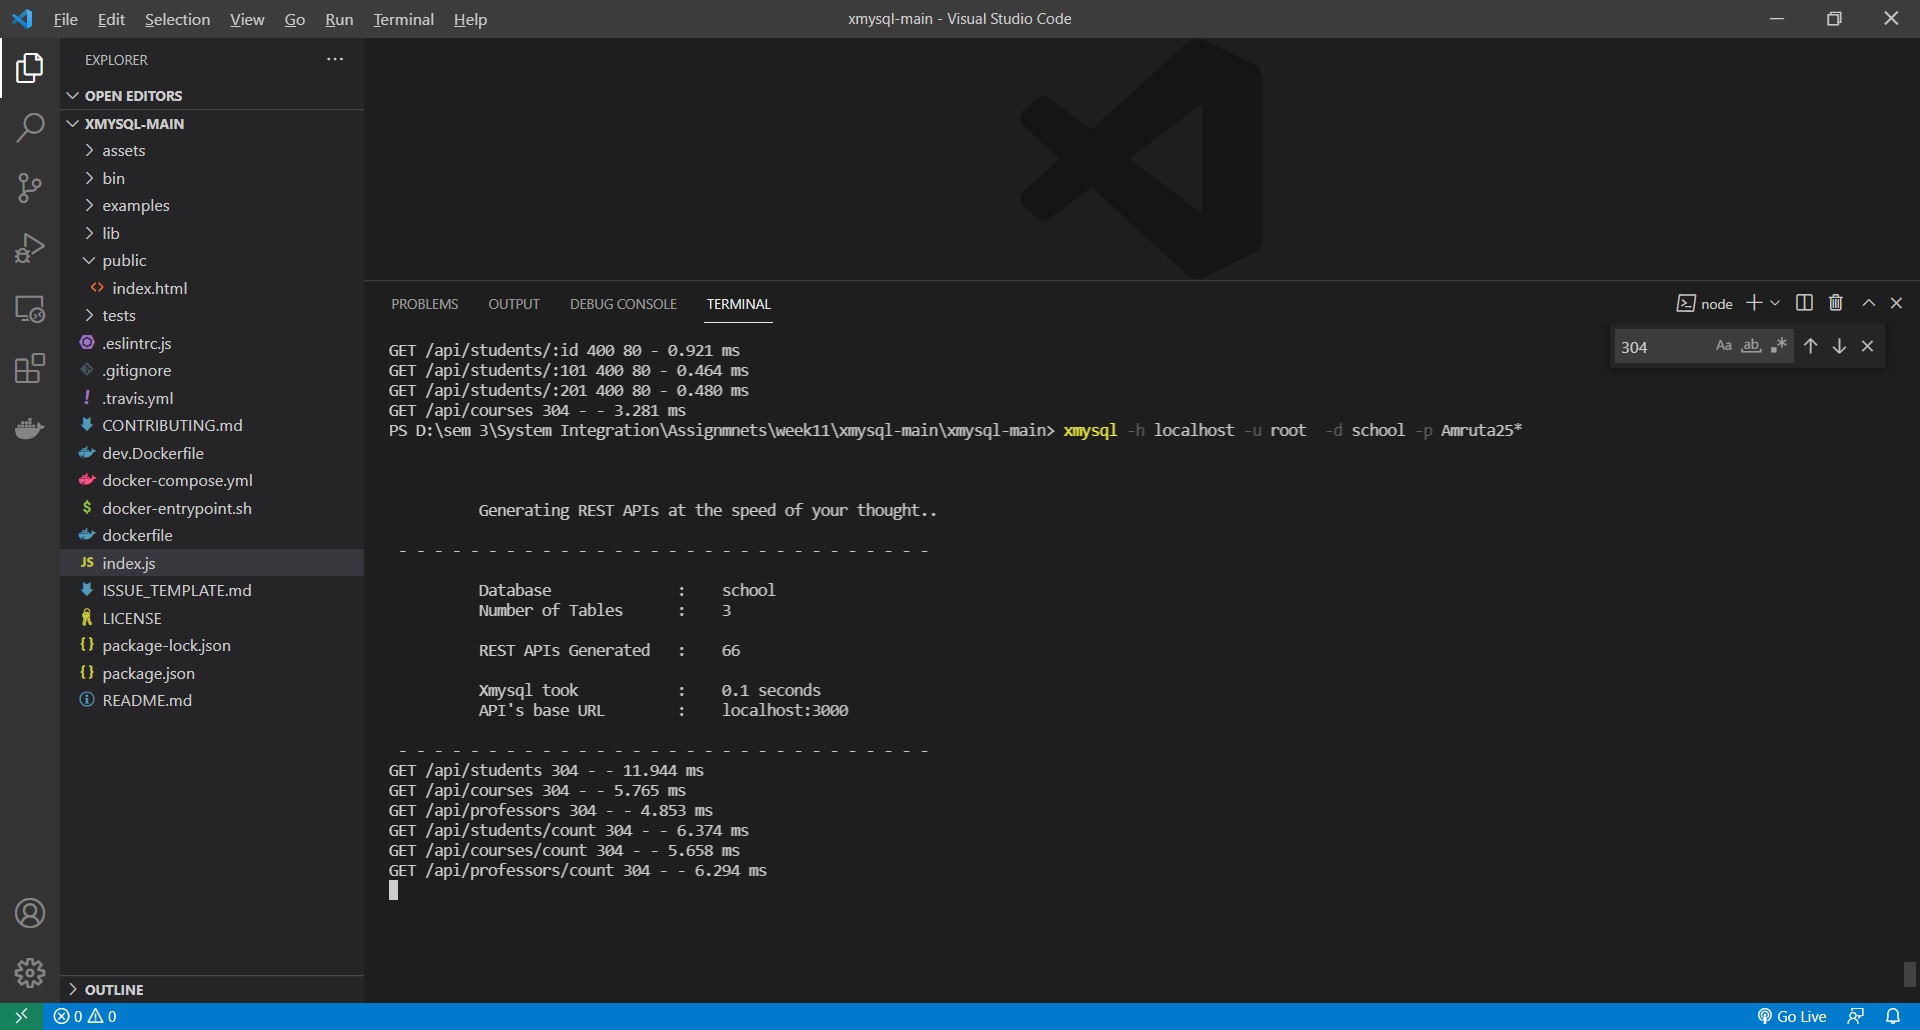 File Edit Selection View Go Run Terminal Help
xmysql-main - Visual Studio Code
EXPLORER
OPEN EDITORS
XMYSQL-MAIN
assets
bin
examples
lib
public
index.html
tests
.eslintrc.js
.gitignore
.travis.yml
CONTRIBUTING.md
dev.Dockerfile
docker-compose.yml
docker-entrypoint.sh
dockerfile
JS index.js
ISSUE_TEMPLATE.md
LICENSE
{} package-lock.json
{} package.json
README.md
OUTLINE
PROBLEMS OUTPUT DEBUG CONSOLE TERMINAL
node
304 Aa ab
GET /api/students/:id 400 80 - 0.921 ms
GET /api/students/:101 400 80 - 0.464 ms
GET /api/students/:201 400 80 - 0.480 ms
GET /api/courses 304 - - 3.281 ms
PS D:\sem 3\System Integration\Assignmnets\week11\xmysql-main\xmysql-main> xmysql -h localhost -u root  -d school -p Amruta25*
Generating REST APIs at the speed of your thought..
- - - - - - - - - - - - - - - - - - - - - - - - - - - - - -
Database : school
Number of Tables : 3
REST APIs Generated : 66
Xmysql took : 0.1 seconds
API's base URL : localhost:3000
- - - - - - - - - - - - - - - - - - - - - - - - - - - - - -
GET /api/students 304 - - 11.944 ms
GET /api/courses 304 - - 5.765 ms
GET /api/professors 304 - - 4.853 ms
GET /api/students/count 304 - - 6.374 ms
GET /api/courses/count 304 - - 5.658 ms
GET /api/professors/count 304 - - 6.294 ms
0 0
Go Live